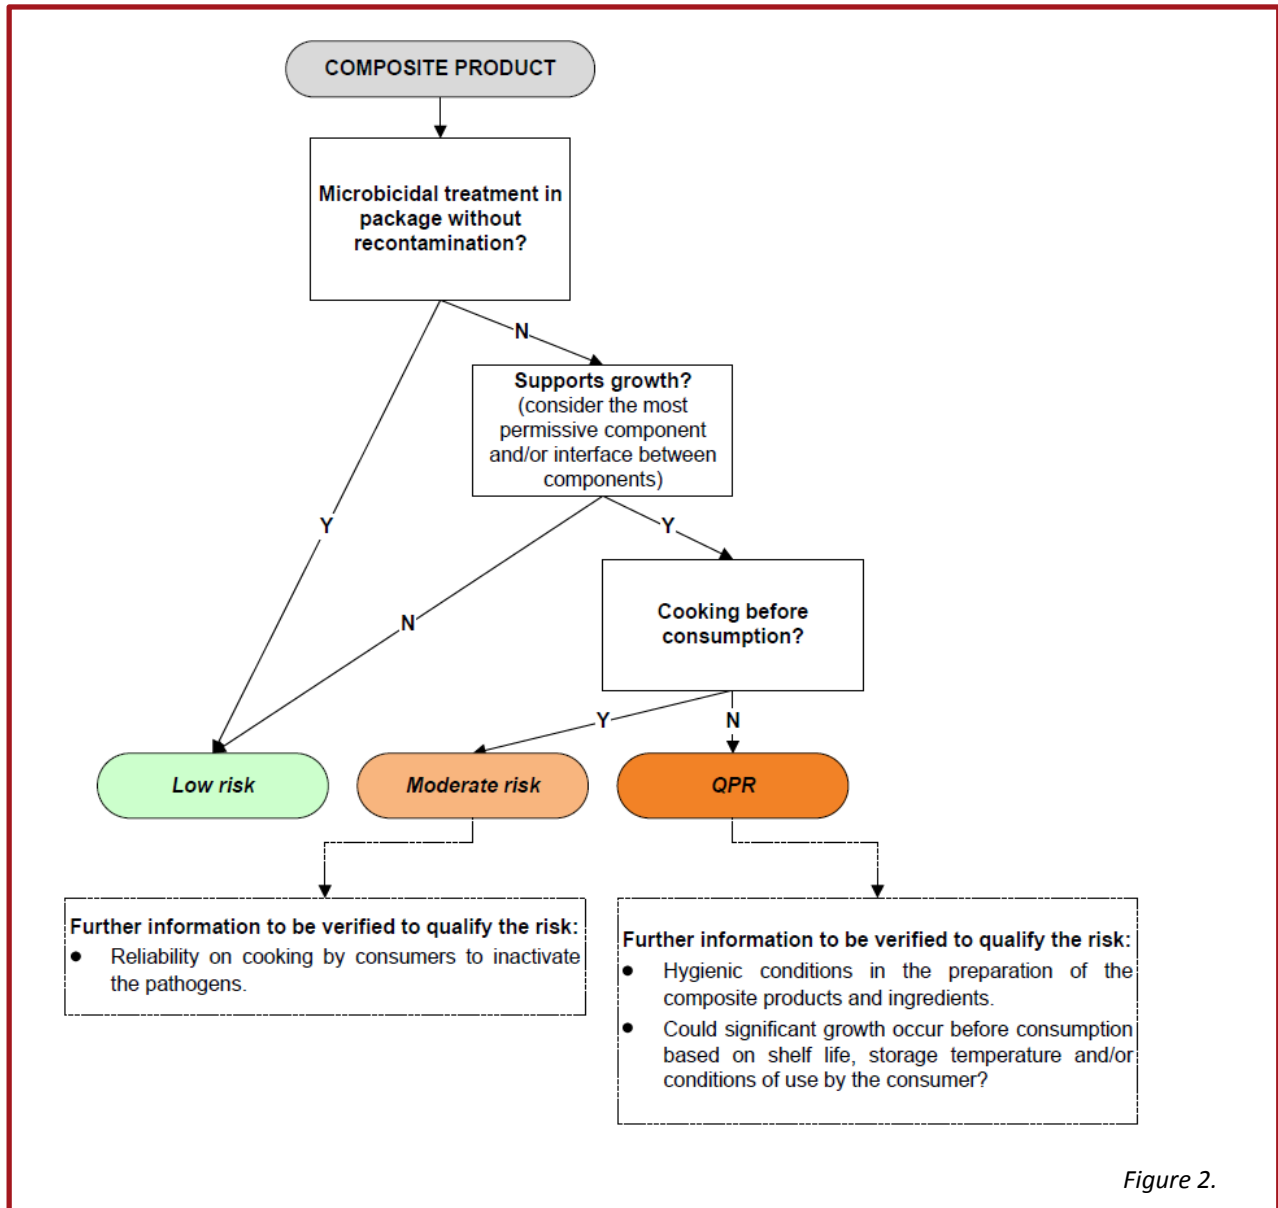 COMPOSITE PRODUCT
Microbicidal treatment in
package without
recontamination?
N
Supports growth?
(consider the most
permissive component
and/or interface between
components)
Y
Y
N
Cooking before
consumption?
Y
N
Low risk
Moderate risk
QPR
Further information to be verified to qualify the risk:
● Reliability on cooking by consumers to inactivate
the pathogens.
Further information to be verified to qualify the risk:
● Hygienic conditions in the preparation of the
composite products and ingredients.
● Could significant growth occur before consumption
based on shelf life, storage temperature and/or
conditions of use by the consumer?
Figure 2.